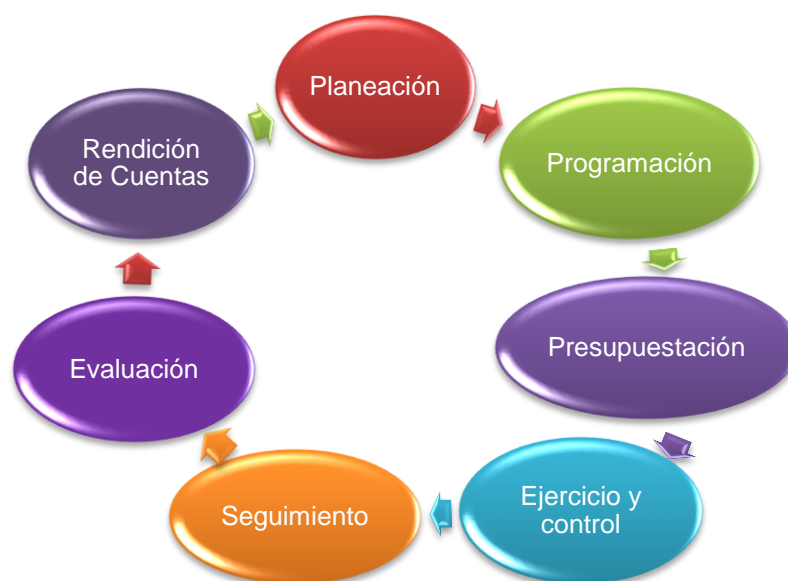 Planeación
Programación
Presupuestación
Ejercicio y
control
Seguimiento
Evaluación
Rendición
de Cuentas